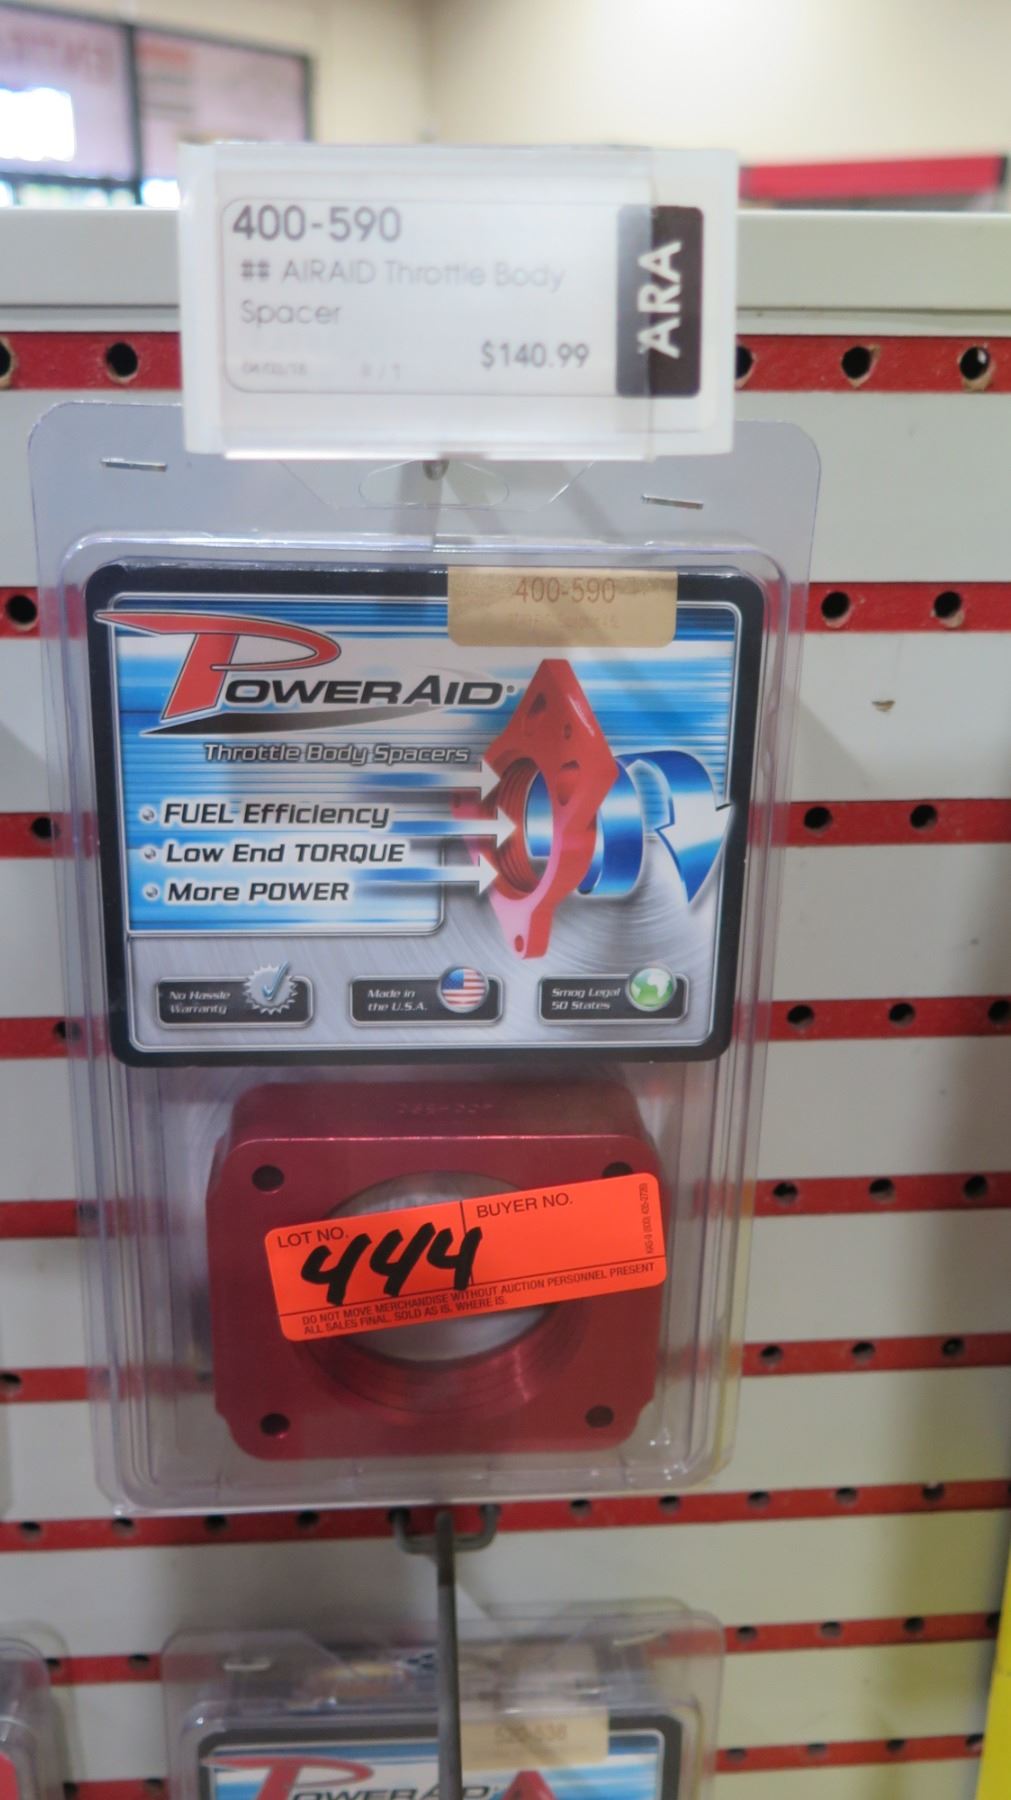 400-590
## AIRAID Throttle Body
Spacer
$140.99
ARA
400-590
POWERAID
Throttle Body Spacers
FUEL Efficiency
Low End TORQUE
More POWER
No Hassle
Warranty
Made in
the U.S.A.
Smog Legal
50 States
LOT NO.
444
BUYER NO.
DO NOT MOVE MERCHANDISE WITHOUT AUCTION PERSONNEL PRESENT
ALL SALES FINAL. SOLD AS IS, WHERE IS.
POWERAID